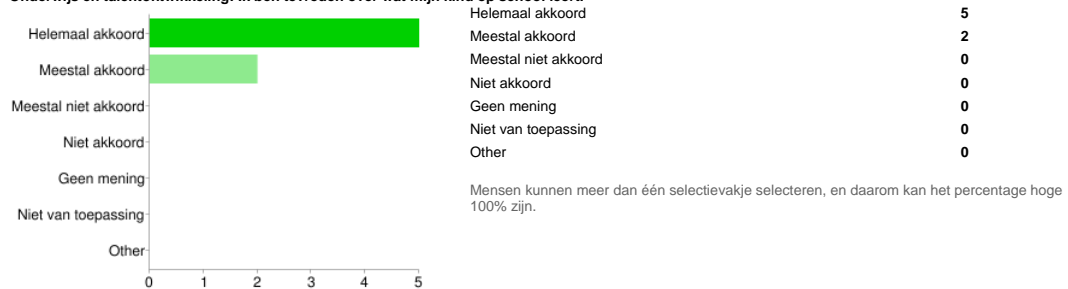 Helemaal akkoord
Meestal akkoord
Meestal niet akkoord
Niet akkoord
Geen mening
Niet van toepassing
Other
0 1 2 3 4 5
Helemaal akkoord 5
Meestal akkoord 2
Meestal niet akkoord 0
Niet akkoord 0
Geen mening 0
Niet van toepassing 0
Other 0
Mensen kunnen meer dan één selectievakje selecteren, en daarom kan het percentage hoge
100% zijn.